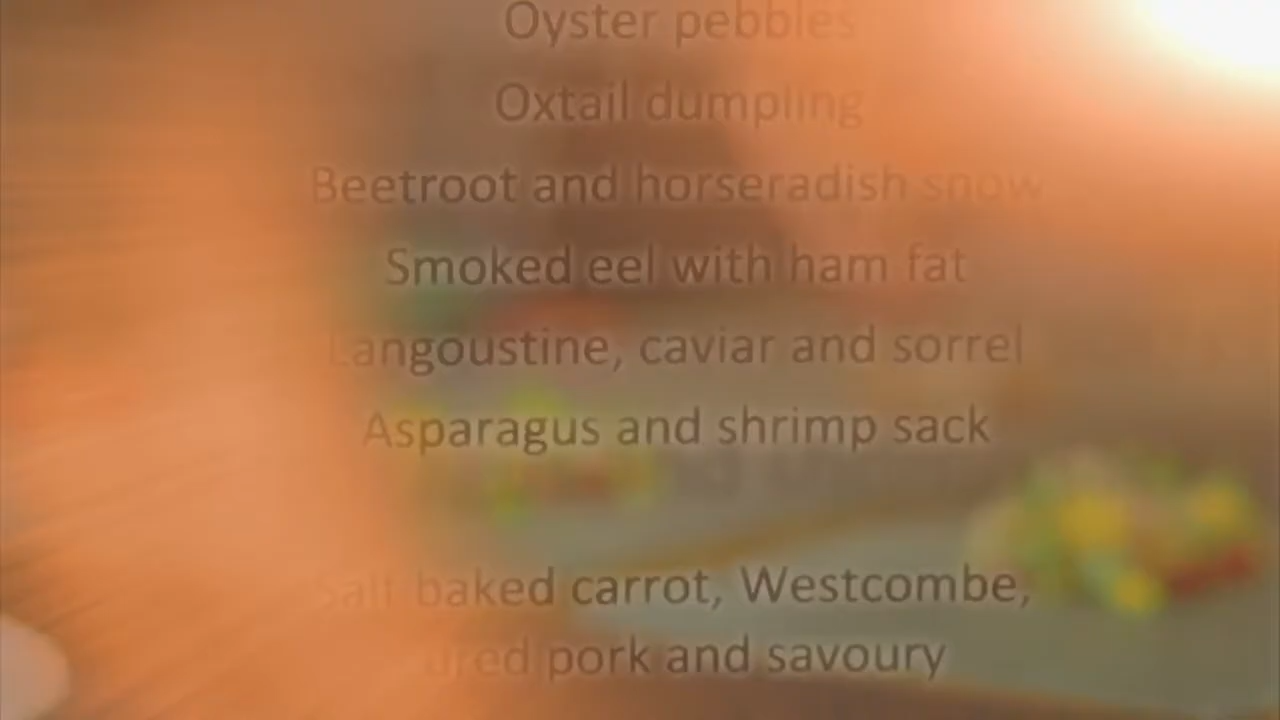 Oyster pebbles
Oxtail dumpling
Beetroot and horseradish snow
Smoked eel with ham fat
Langoustine, caviar and sorrel
Asparagus and shrimp sack
Salt baked carrot, Westcombe,
pork and savoury